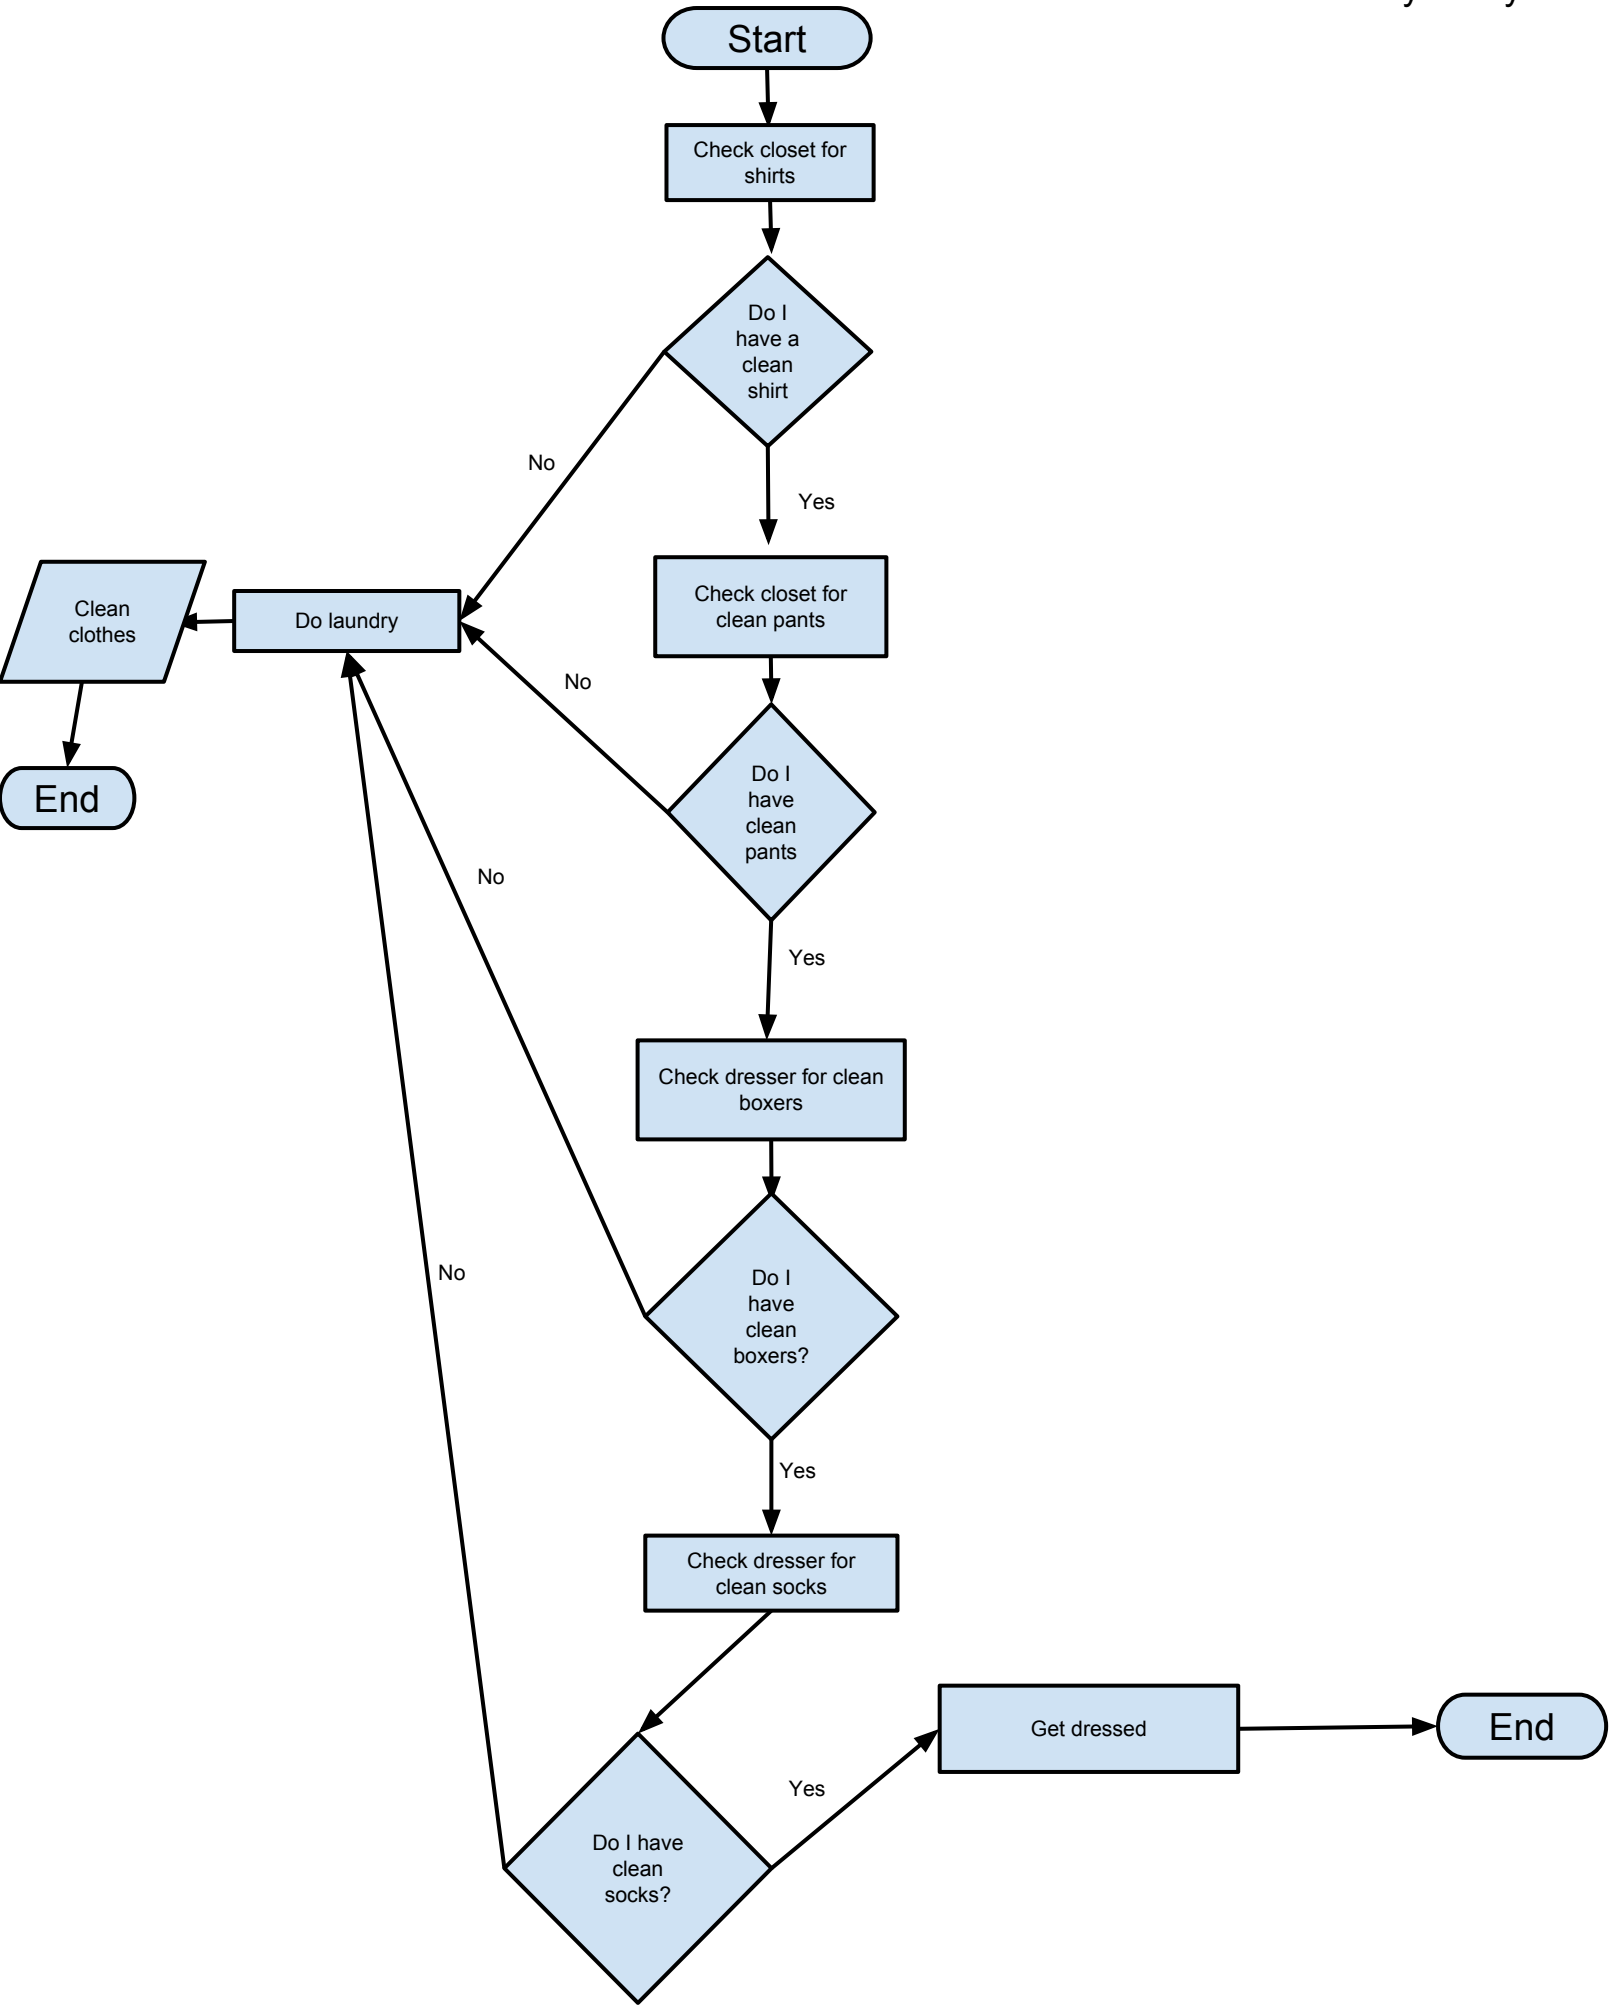 Start
Check closet for
shirts
Do I
have a
clean
shirt
No
Yes
Clean
clothes
Do laundry
Check closet for
clean pants
No
End
Do I
have
clean
pants
No
Yes
Check dresser for clean
boxers
No
Do I
have
clean
boxers?
Yes
Check dresser for
clean socks
Get dressed
End
Yes
Do I have
clean
socks?